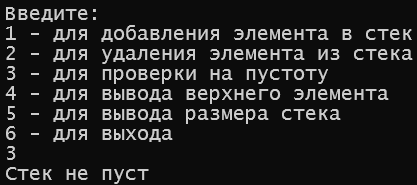 Введите:
1 - для добавления элемента в стек
2 - для удаления элемента из стека
3 - для проверки на пустоту
4 - для вывода верхнего элемента
5 - для вывода размера стека
6 - для выхода
3
Стек не пуст